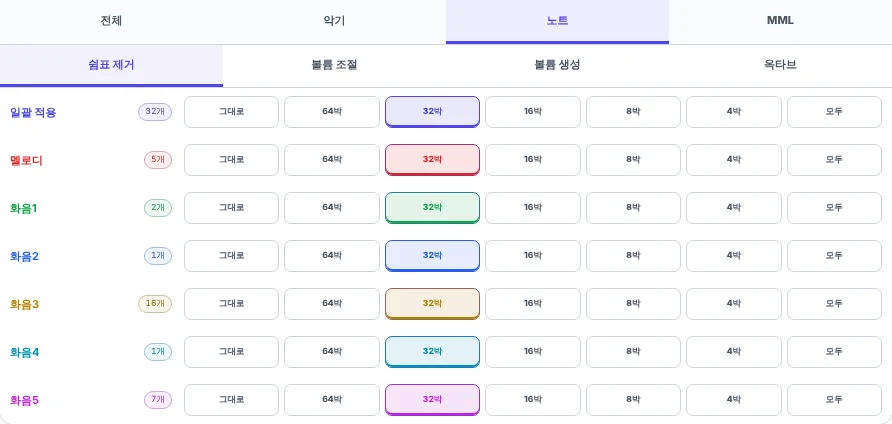 전체 악기 노트 MML
쉼표 제거 볼륨 조절 볼륨 생성 옥타브
일괄 적용 32개 그대로 64박 32박 16박 8박 4박 모두
멜로디 5개 그대로 64박 32박 16박 8박 4박 모두
화음1 2개 그대로 64박 32박 16박 8박 4박 모두
화음2 1개 그대로 64박 32박 16박 8박 4박 모두
화음3 16개 그대로 64박 32박 16박 8박 4박 모두
화음4 1개 그대로 64박 32박 16박 8박 4박 모두
화음5 7개 그대로 64박 32박 16박 8박 4박 모두